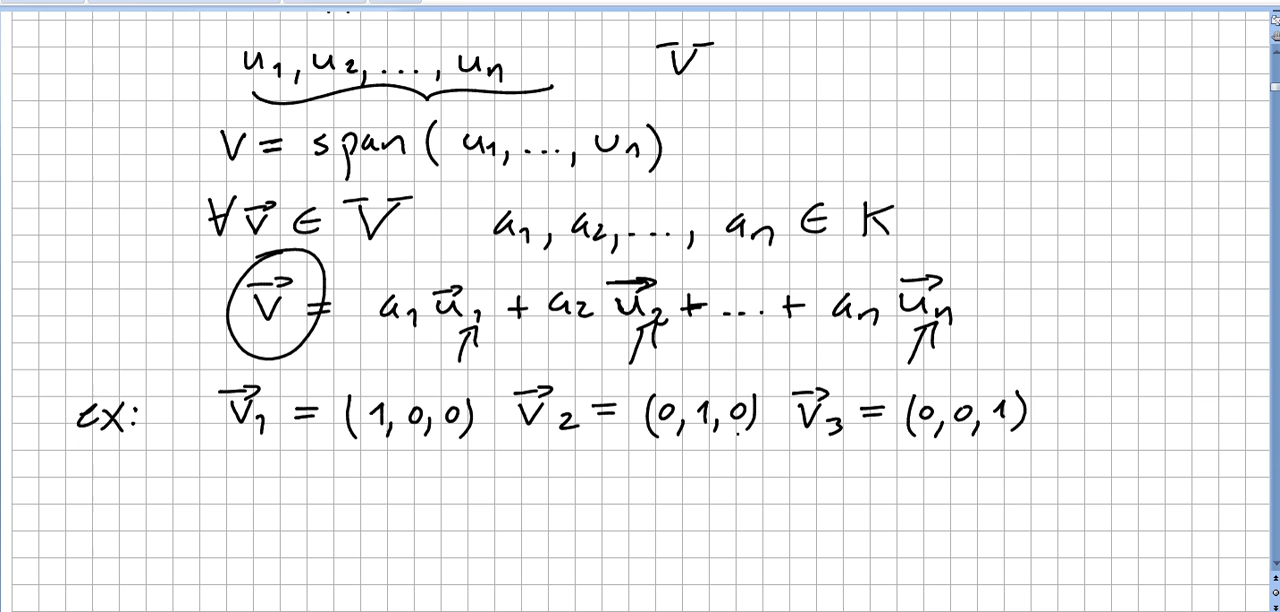 u₁, u₂, ..., uₙ V
V = span( u₁, ..., uₙ)
∀ v⃗ ∈ V a₁, a₂, ..., aₙ ∈ K
v⃗ = a₁ u⃗₁ + a₂ u⃗₂ + ... + aₙ u⃗ₙ
ex: v⃗₁ = (1,0,0) v⃗₂ = (0,1,0) v⃗₃ = (0,0,1)